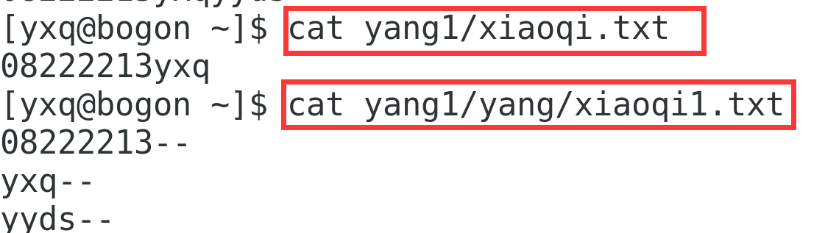 [yxq@bogon ~]$ cat yang1/xiaoqi.txt
08222213yxq
[yxq@bogon ~]$ cat yang1/yang/xiaoqi1.txt
08222213--
yxq--
yyds--